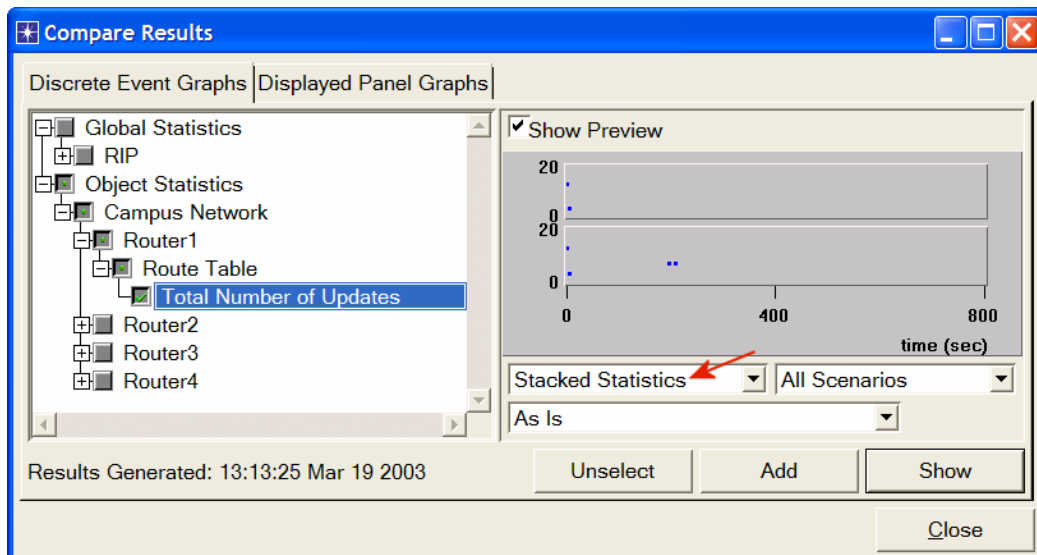 Compare Results
Discrete Event Graphs
Displayed Panel Graphs
Global Statistics
RIP
Object Statistics
Campus Network
Router1
Route Table
Total Number of Updates
Router2
Router3
Router4
Show Preview
20
0
20
0
0 400 800
time (sec)
Stacked Statistics
All Scenarios
As Is
Results Generated: 13:13:25 Mar 19 2003
Unselect
Add
Show
Close